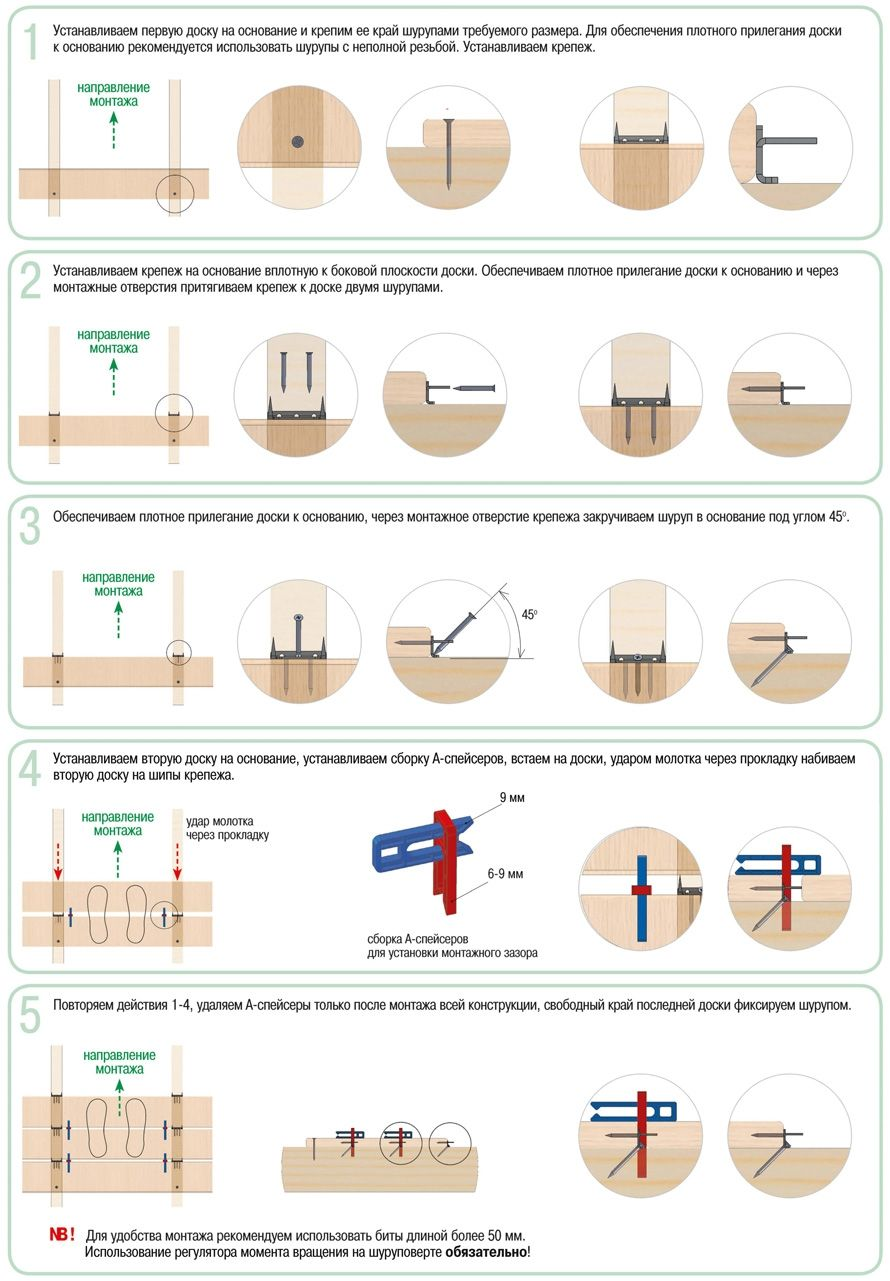 1
Устанавливаем первую доску на основание и крепим ее край шурупами требуемого размера. Для обеспечения плотного прилегания доски
к основанию рекомендуется использовать шурупы с неполной резьбой. Устанавливаем крепеж.
направление
монтажа
2
Устанавливаем крепеж на основание вплотную к боковой плоскости доски. Обеспечиваем плотное прилегание доски к основанию и через
монтажные отверстия притягиваем крепеж к доске двумя шурупами.
направление
монтажа
3
Обеспечиваем плотное прилегание доски к основанию, через монтажное отверстие крепежа закручиваем шуруп в основание под углом 45⁰.
направление
монтажа
45⁰
4
Устанавливаем вторую доску на основание, устанавливаем сборку А-спейсеров, встаем на доски, ударом молотка через прокладку набиваем
вторую доску на шипы крепежа.
направление
монтажа
удар молотка
через прокладку
9 мм
6-9 мм
сборка А-спейсеров
для установки монтажного зазора
5
Повторяем действия 1-4, удаляем А-спейсеры только после монтажа всей конструкции, свободный край последней доски фиксируем шурупом.
направление
монтажа
NB! Для удобства монтажа рекомендуем использовать биты длиной более 50 мм.
Использование регулятора момента вращения на шуруповерте обязательно!